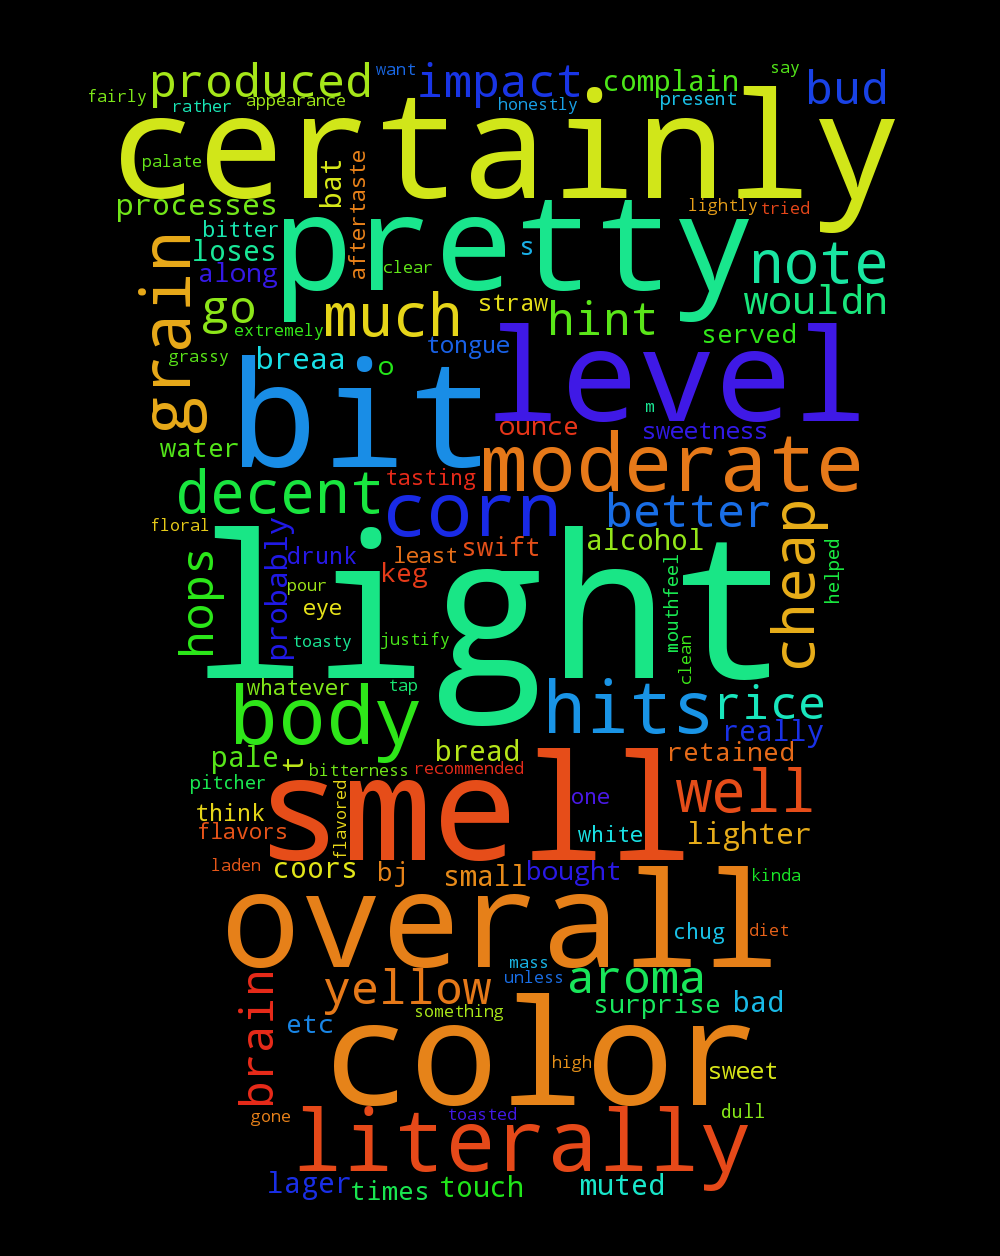 want
say
produced
impact
complain
bud
fairly
rather
appearance
honestly
present
certainly
palate
bat
aftertaste
processes
lightly
tried
bitter
pretty
s
loses
note
along
clear
grain
go
much
straw
wouldn
hint
extremely
served
grassy
breaa
o
tongue
level
bit
m
ounce
sweetness
water
tasting
moderate
decent
corn
better
cheap
floral
probably
drunk
least
swift
alcohol
hops
keg
light
mouthfeel
helped
pour
eye
toasty
justify
clean
whatever
tap
body
hits
rice
really
pale
t
bread
retained
bitterness
recommended
pitcher
smell
one
well
think
flavored
flavors
white
lighter
laden
coors
bj
small
bought
kinda
overall
chug
diet
mass
unless
yellow
aroma
brain
something
surprise
bad
etc
color
high
sweet
gone
toasted
dull
literally
lager
times
touch
muted